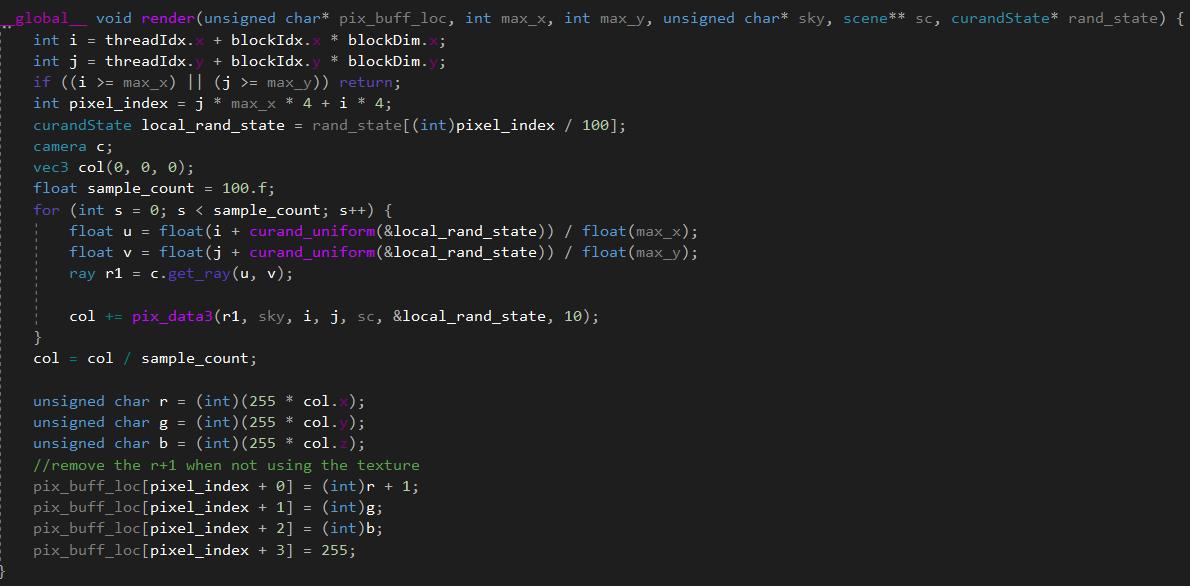 __global__ void render(unsigned char* pix_buff_loc, int max_x, int max_y, unsigned char* sky, scene** sc, curandState* rand_state) {
    int i = threadIdx.x + blockIdx.x * blockDim.x;
    int j = threadIdx.y + blockIdx.y * blockDim.y;
    if ((i >= max_x) || (j >= max_y)) return;
    int pixel_index = j * max_x * 4 + i * 4;
    curandState local_rand_state = rand_state[(int)pixel_index / 100];
    camera c;
    vec3 col(0, 0, 0);
    float sample_count = 100.f;
    for (int s = 0; s < sample_count; s++) {
        float u = float(i + curand_uniform(&local_rand_state)) / float(max_x);
        float v = float(j + curand_uniform(&local_rand_state)) / float(max_y);
        ray r1 = c.get_ray(u, v);
        col += pix_data3(r1, sky, i, j, sc, &local_rand_state, 10);
    }
    col = col / sample_count;
    unsigned char r = (int)(255 * col.x);
    unsigned char g = (int)(255 * col.y);
    unsigned char b = (int)(255 * col.z);
    //remove the r+1 when not using the texture
    pix_buff_loc[pixel_index + 0] = (int)r + 1;
    pix_buff_loc[pixel_index + 1] = (int)g;
    pix_buff_loc[pixel_index + 2] = (int)b;
    pix_buff_loc[pixel_index + 3] = 255;
}